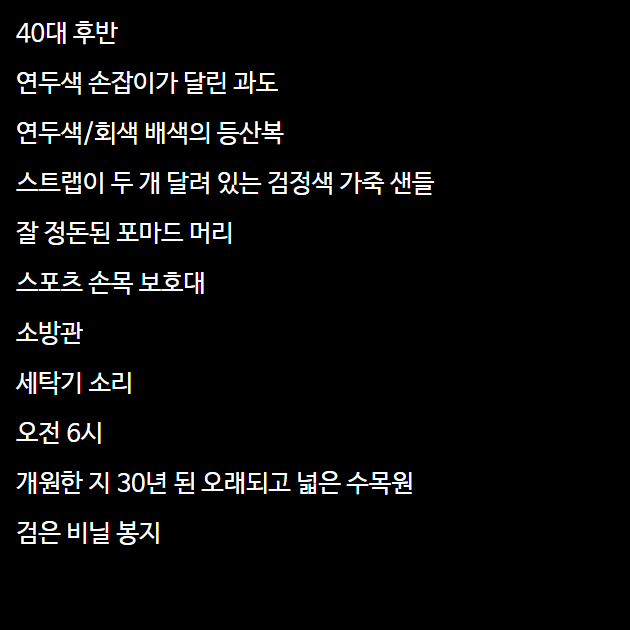 40대 후반
연두색 손잡이가 달린 과도
연두색/회색 배색의 등산복
스트랩이 두 개 달려 있는 검정색 가죽 샌들
잘 정돈된 포마드 머리
스포츠 손목 보호대
소방관
세탁기 소리
오전 6시
개원한 지 30년 된 오래되고 넓은 수목원
검은 비닐 봉지